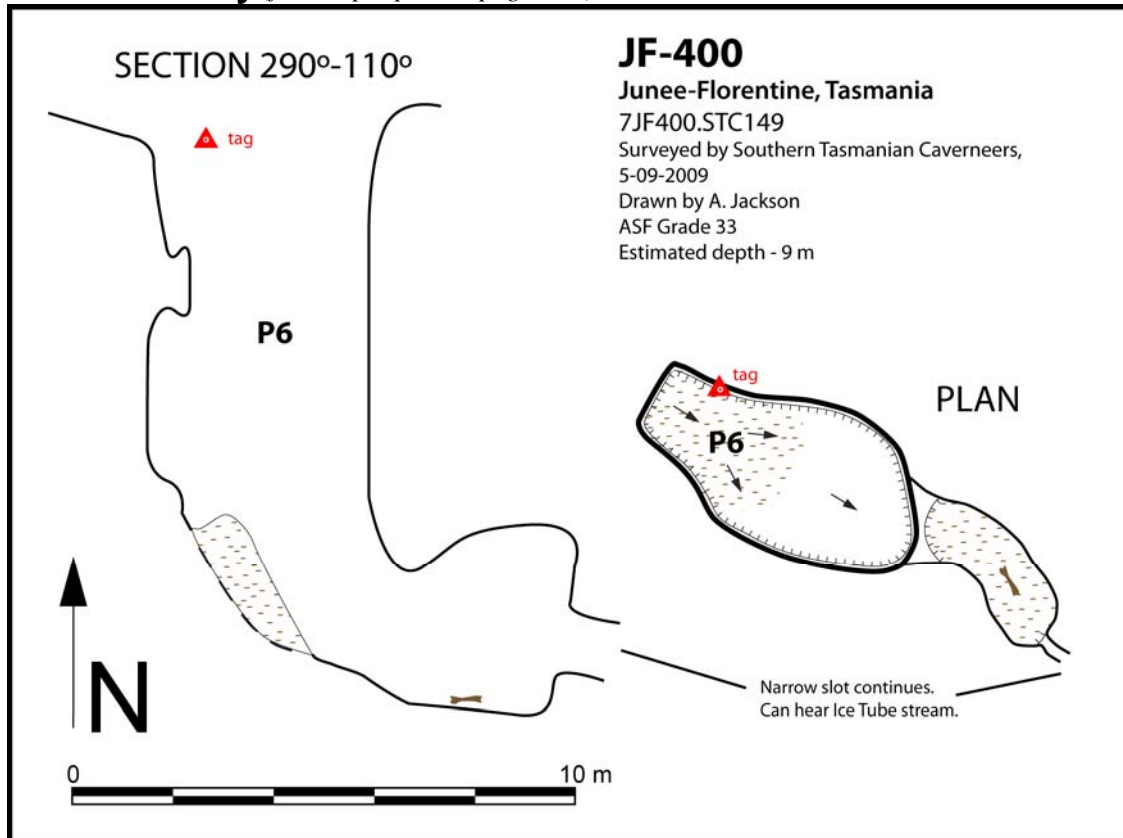 SECTION 290º-110º
tag
P6
JF-400
Junee-Florentine, Tasmania
7JF400.STC149
Surveyed by Southern Tasmanian Caverneers,
5-09-2009
Drawn by A. Jackson
ASF Grade 33
Estimated depth - 9 m
tag
P6
PLAN
Narrow slot continues.
Can hear Ice Tube stream.
N
0 10 m